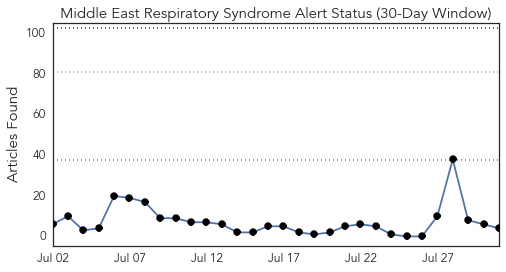 Middle East Respiratory Syndrome Alert Status (30-Day Window)
Articles Found
100
80
60
40
20
0
Jul 02 Jul 07 Jul 12 Jul 17 Jul 22 Jul 27